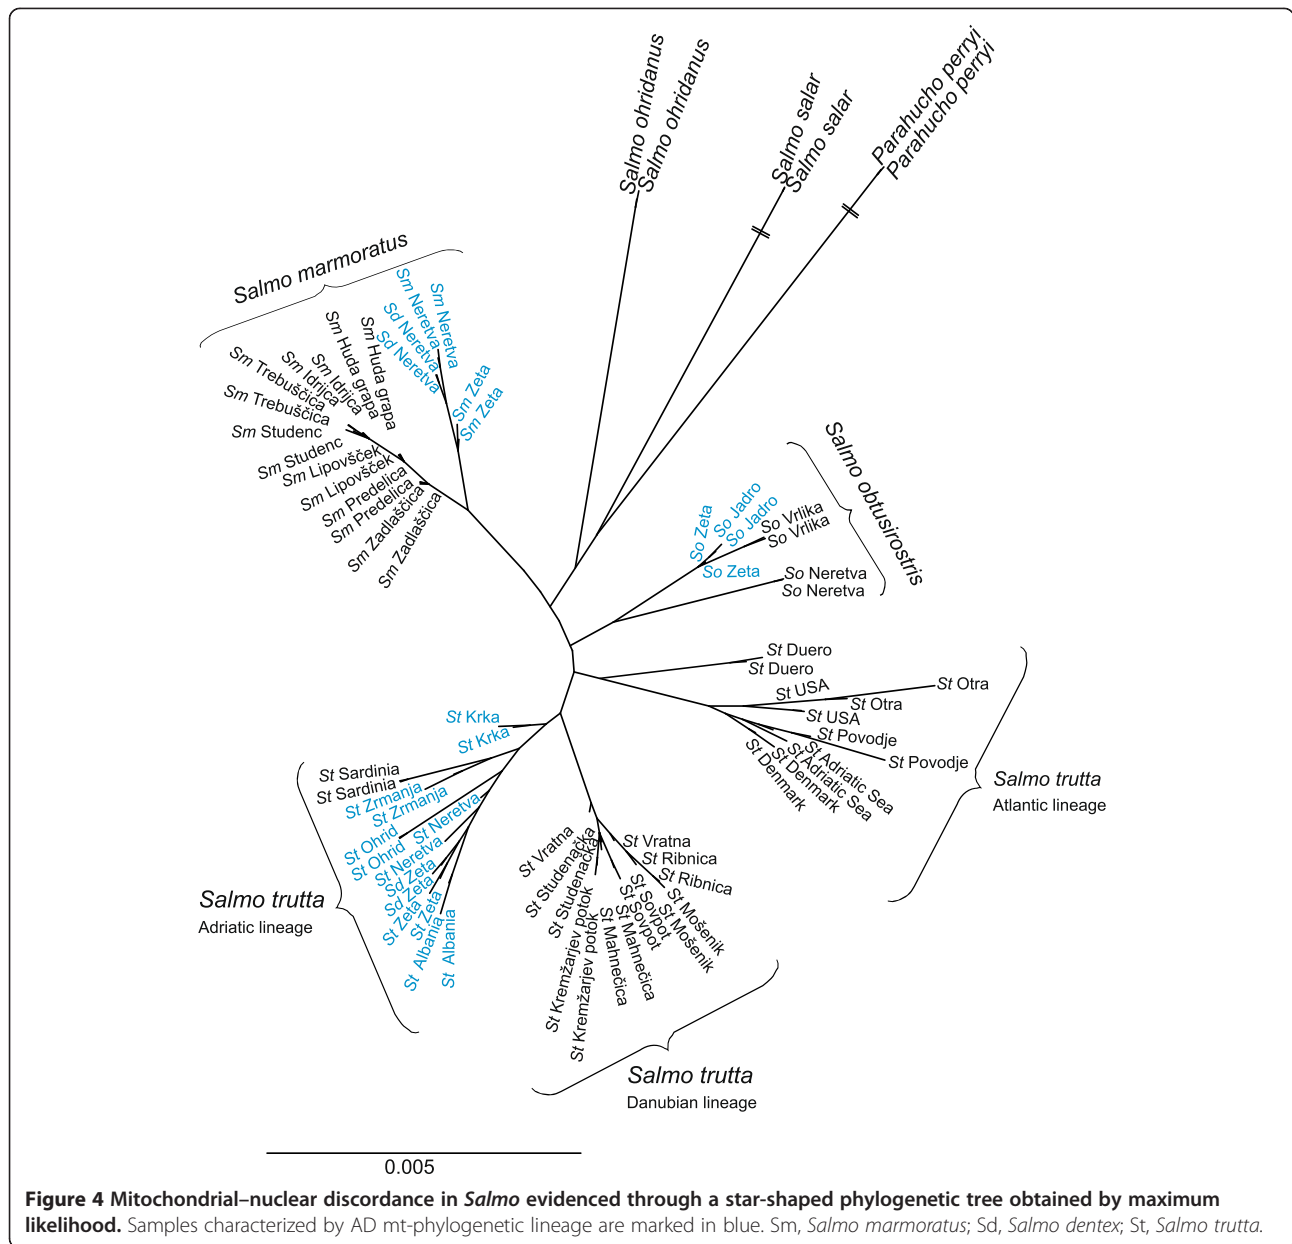 Salmo ohridanus
Salmo ohridanus
Salmo salar
Salmo salar
Parahucho perryi
Parahucho perryi
Salmo marmoratus
Sm Neretva
Sm Neretva
Sd Neretva
Sd Neretva
Sm Zeta
Sm Zeta
Sm Huda grapa
Sm Huda grapa
Sm Idrijca
Sm Idrijca
Sm Trebuščica
Sm Trebuščica
Sm Studenc
Sm Studenc
Sm Lipovšček
Sm Lipovšček
Sm Predelica
Sm Predelica
Sm Zadlaščica
Sm Zadlaščica
Salmo obtusirostris
So Zeta
So Jadro
So Jadro
So Vrlika
So Vrlika
So Zeta
So Neretva
So Neretva
St Duero
St Duero
St USA
St Otra
St Otra
St USA
St Povodje
St Povodje
St Adriatic Sea
St Adriatic Sea
St Denmark
St Denmark
Salmo trutta
Atlantic lineage
St Krka
St Krka
St Sardinia
St Sardinia
St Zrmanja
St Zrmanja
St Ohrid
St Ohrid
St Neretva
St Neretva
Sd Zeta
Sd Zeta
St Zeta
St Zeta
St Albania
St Albania
Salmo trutta
Adriatic lineage
St Vratna
St Studenačka
St Studenačka
St Kremžarjev potok
St Kremžarjev potok
St Mahnečica
St Mahnečica
St Sovpot
St Sovpot
St Mošenik
St Mošenik
St Ribnica
St Ribnica
St Vratna
Salmo trutta
Danubian lineage
0.005
Figure 4 Mitochondrial–nuclear discordance in Salmo evidenced through a star-shaped phylogenetic tree obtained by maximum
likelihood. Samples characterized by AD mt-phylogenetic lineage are marked in blue. Sm, Salmo marmoratus; Sd, Salmo dentex; St, Salmo trutta.